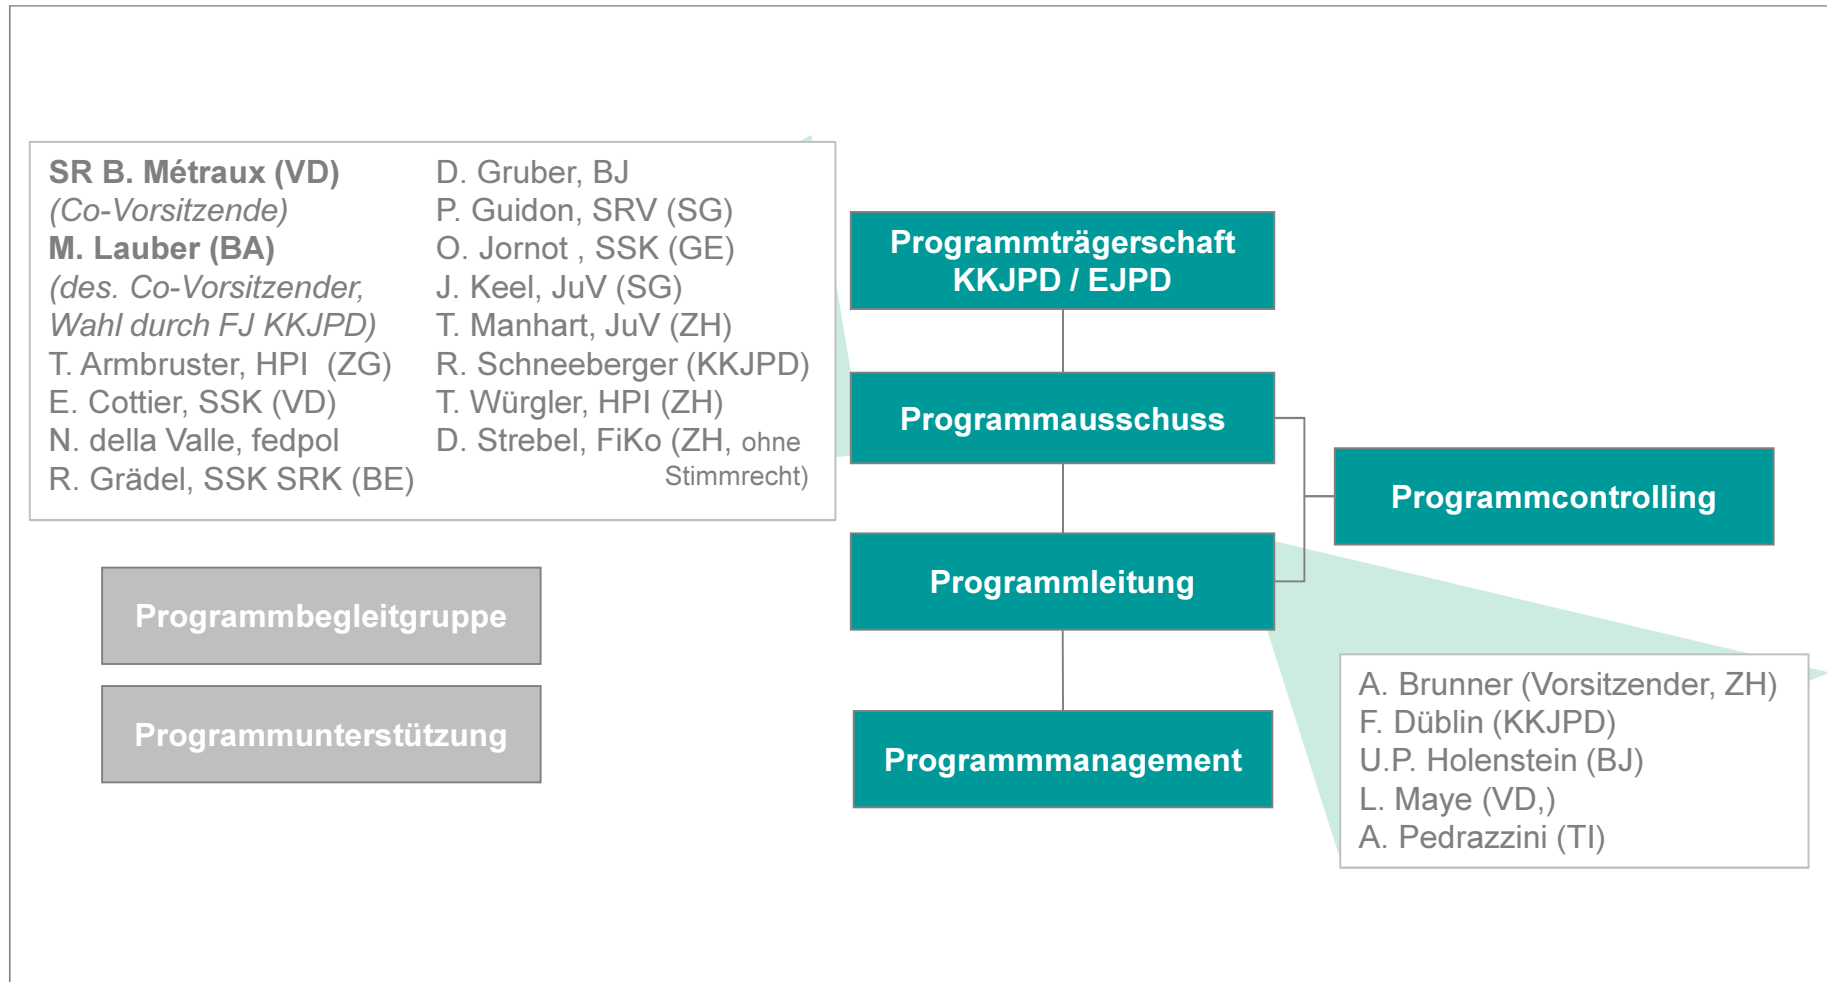 SR B. Métraux (VD)
(Co-Vorsitzende)
M. Lauber (BA)
(des. Co-Vorsitzender,
Wahl durch FJ KKJPD)
T. Armbruster, HPI  (ZG)
E. Cottier, SSK (VD)
N. della Valle, fedpol
R. Grädel, SSK SRK (BE)
D. Gruber, BJ
P. Guidon, SRV (SG)
O. Jornot , SSK (GE)
J. Keel, JuV (SG)
T. Manhart, JuV (ZH)
R. Schneeberger (KKJPD)
T. Würgler, HPI (ZH)
D. Strebel, FiKo (ZH, ohne
Stimmrecht)
Programmträgerschaft
KKJPD / EJPD
Programmausschuss
Programmcontrolling
Programmleitung
Programmmanagement
Programmbegleitgruppe
Programmunterstützung
A. Brunner (Vorsitzender, ZH)
F. Düblin (KKJPD)
U.P. Holenstein (BJ)
L. Maye (VD,)
A. Pedrazzini (TI)